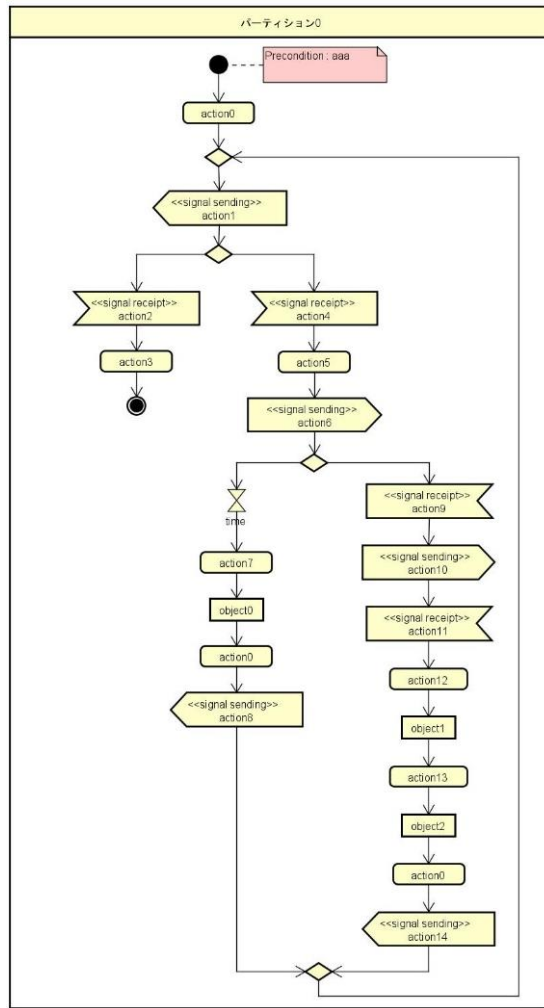 パーティション0
Precondition : aaa
action0
<<signal sending>>
action1
<<signal receipt>>
action2
<<signal receipt>>
action4
action3
action5
<<signal sending>>
action6
time
<<signal receipt>>
action9
action7
<<signal sending>>
action10
object0
<<signal receipt>>
action11
action0
action12
<<signal sending>>
action8
object1
action13
object2
action0
<<signal sending>>
action14